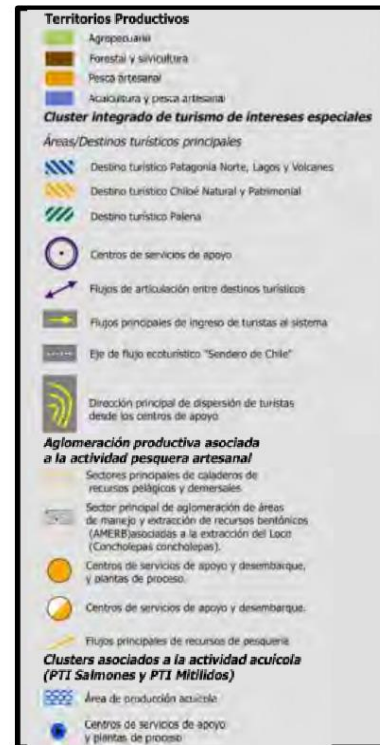 Territorios Productivos
Agropecuario
Forestal y silvicultura
Pesca artesanal
Acuicultura y pesca artesanal
Cluster integrado de turismo de intereses especiales
Áreas/Destinos turísticos principales
Destino turístico Patagonia Norte, Lagos y Volcanes
Destino turístico Chiloé Natural y Patrimonial
Destino turístico Palena
Centros de servicios de apoyo
Flujos de articulación entre destinos turísticos
Flujos principales de ingreso de turistas al sistema
Eje de flujo ecoturístico "Sendero de Chile"
Dirección principal de dispersión de turistas
desde los centros de apoyo
Aglomeración productiva asociada
a la actividad pesquera artesanal
Sectores principales de caladeros de
recursos pelágicos y demersales
Sector principal de aglomeración de áreas
de manejo y extracción de recursos bentónicos
(AMERB)asociadas a la extracción del Loco
(Concholepas concholepas).
Centros de servicios de apoyo y desembarque,
y plantas de proceso.
Centros de servicios de apoyo y desembarque.
Flujos principales de recursos de pesquería
Clusters asociados a la actividad acuicola
(PTI Salmones y PTI Mitilidos)
Área de producción acuicola
Centros de servicios de apoyo
y plantas de proceso